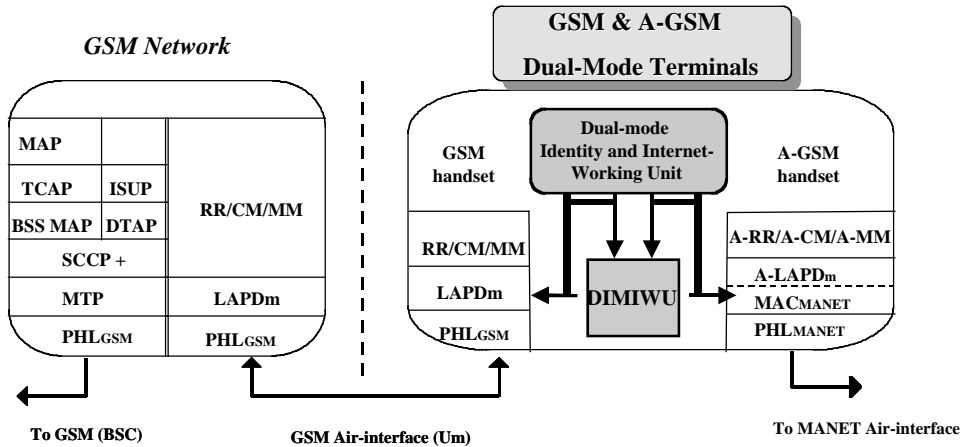 GSM Network
GSM & A-GSM
Dual-Mode Terminals
MAP
TCAP
ISUP
BSS MAP
DTAP
SCCP +
MTP
PHLGSM
RR/CM/MM
LAPDm
PHLGSM
GSM
handset
Dual-mode
Identity and Internet-
Working Unit
A-GSM
handset
RR/CM/MM
LAPDm
PHLGSM
DIMIWU
A-RR/A-CM/A-MM
A-LAPDm
MACMANET
PHLMANET
To GSM (BSC)
GSM Air-interface (Um)
To MANET Air-interface